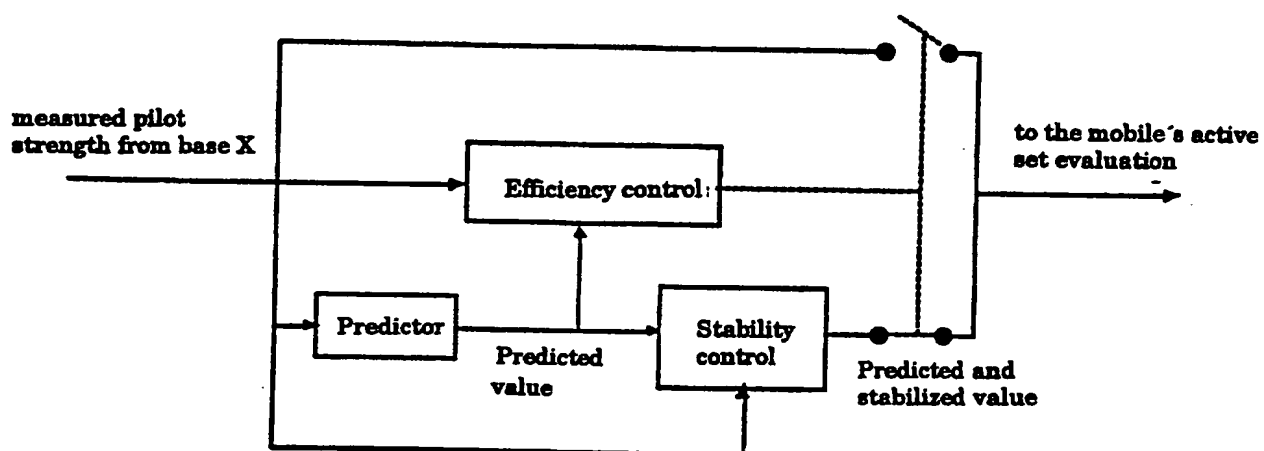 measured pilot
strength from base X
to the mobile´s active
set evaluation
Efficiency control
Predictor
Predicted
value
Stability
control
Predicted and
stabilized value